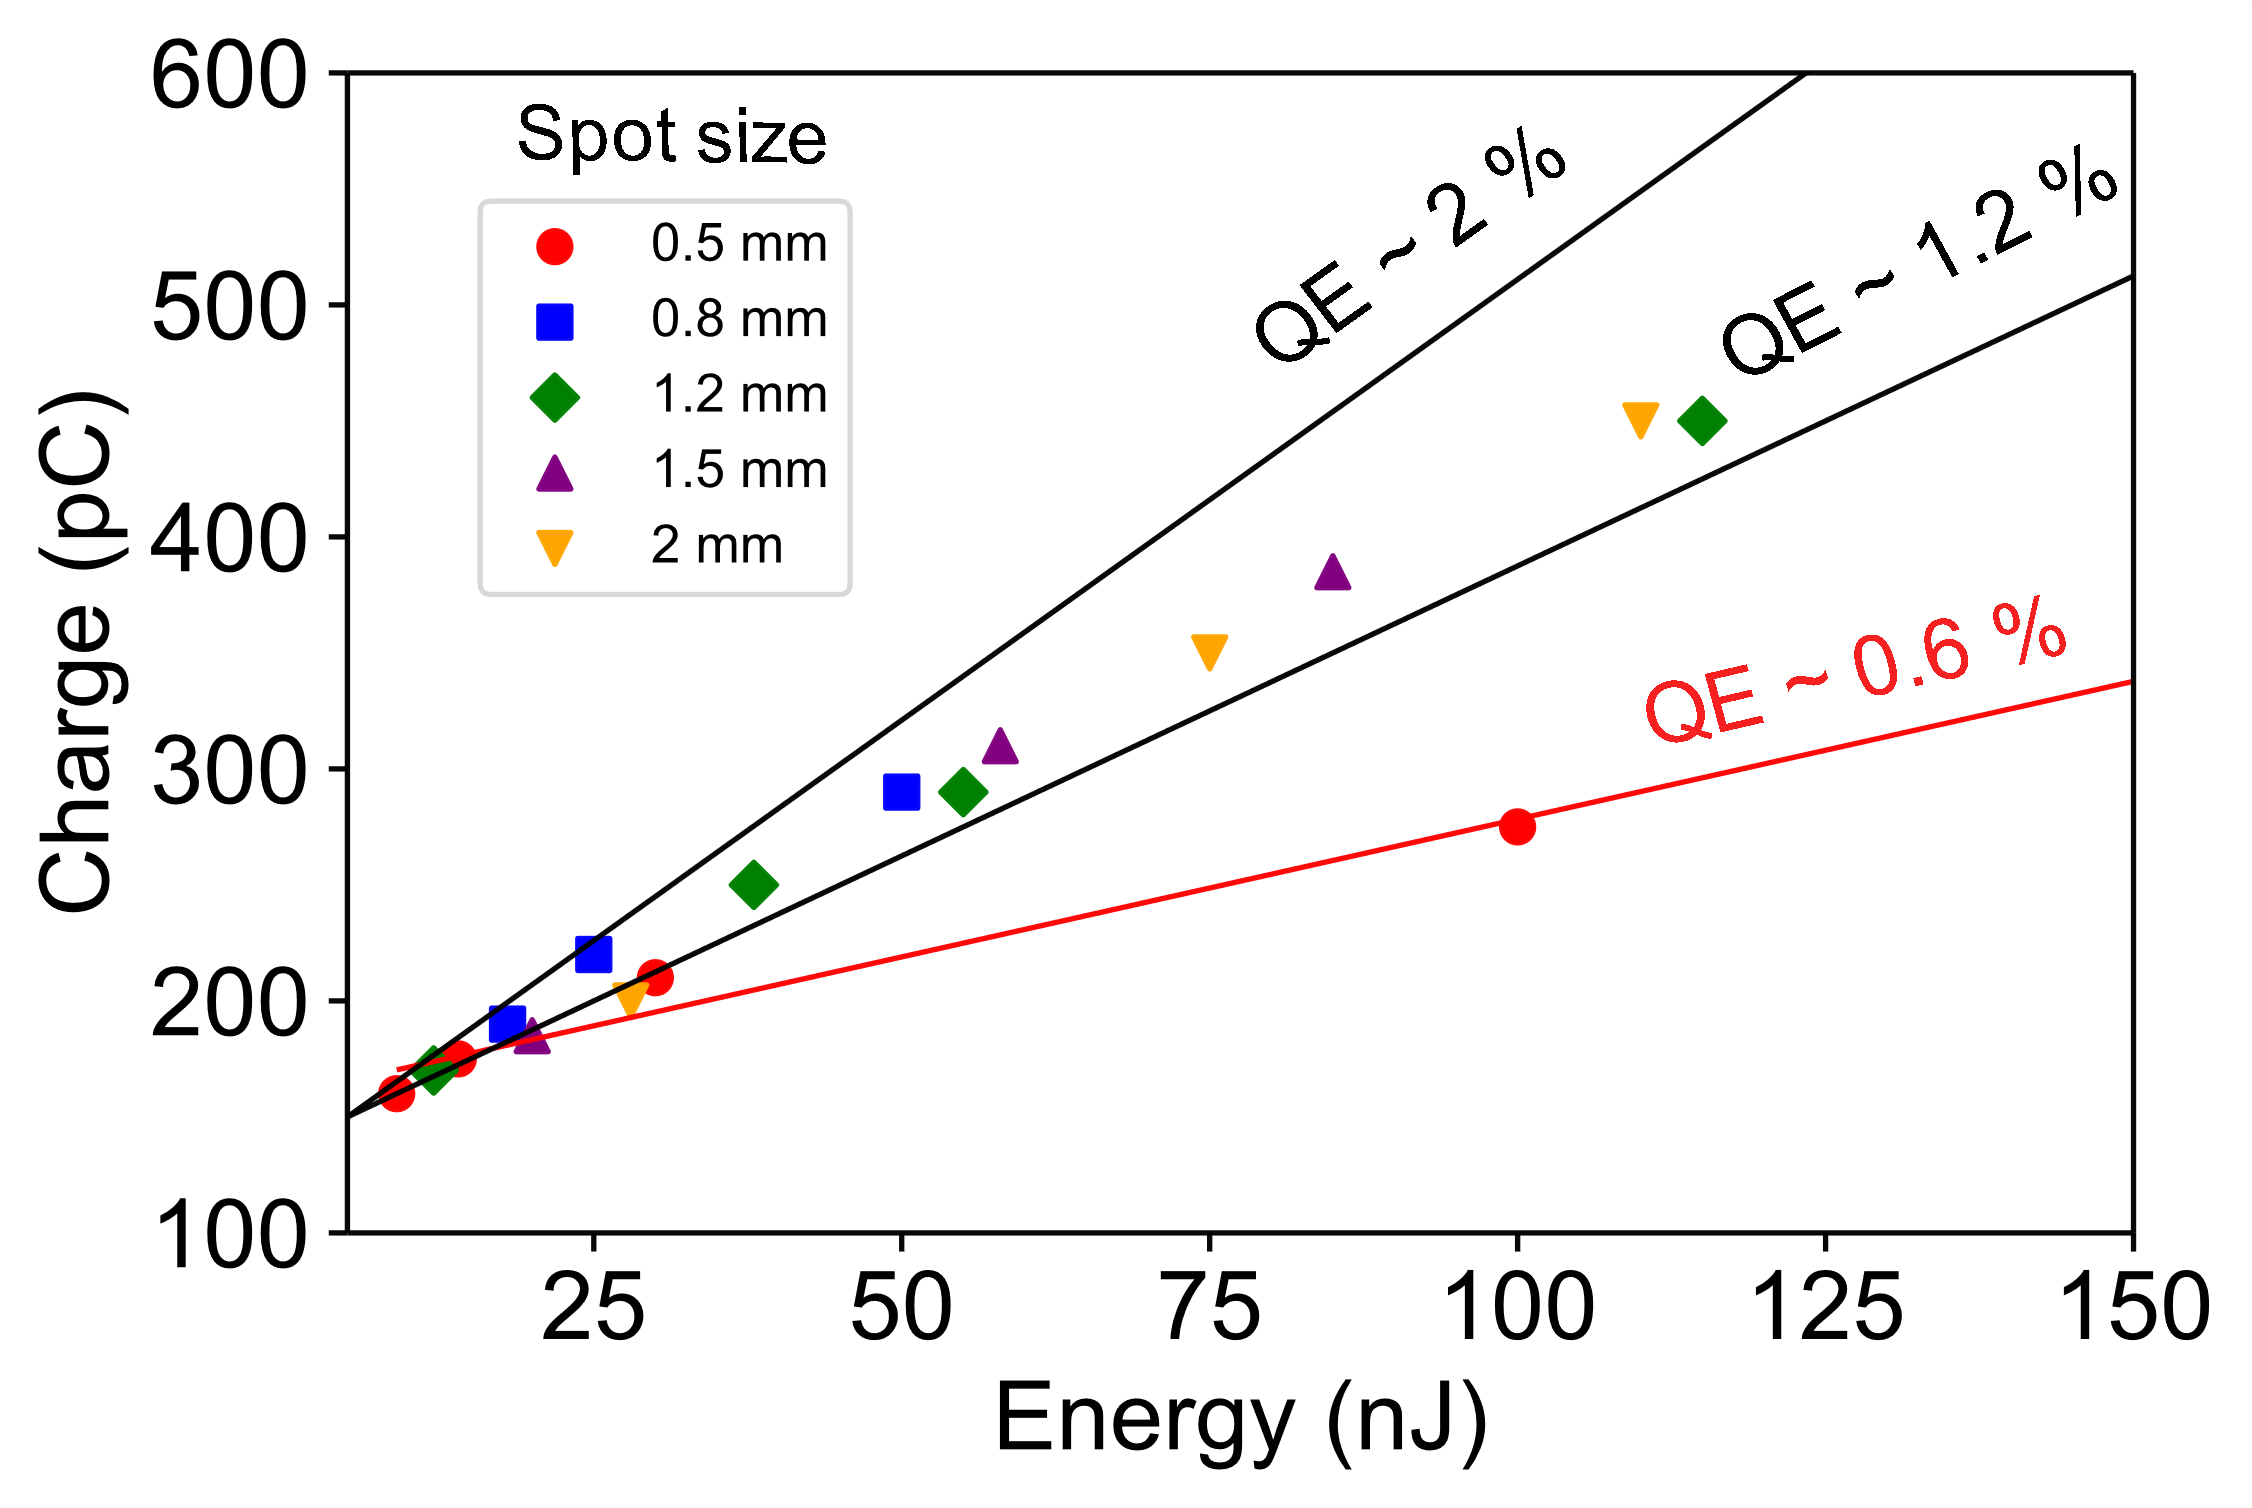 Spot size
0.5 mm
0.8 mm
1.2 mm
1.5 mm
2 mm
QE ~ 2 %
QE ~ 1.2 %
QE ~ 0.6 %
Charge (pC)
600
500
400
300
200
100
25 50 75 100 125 150
Energy (nJ)